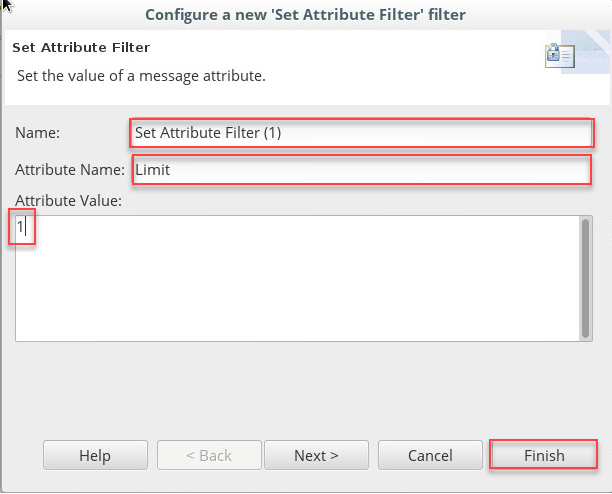 Configure a new 'Set Attribute Filter' filter
Set Attribute Filter
Set the value of a message attribute.
Name: Set Attribute Filter (1)
Attribute Name: Limit
Attribute Value:
1
Help < Back Next > Cancel Finish